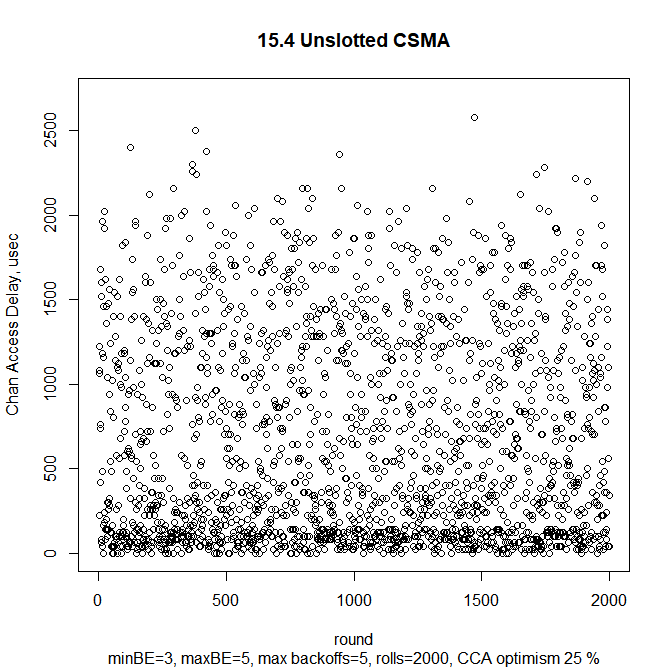 15.4 Unslotted CSMA
Chan Access Delay, usec
2500
2000
1500
1000
500
0
0 500 1000 1500 2000
round
minBE=3, maxBE=5, max backoffs=5, rolls=2000, CCA optimism 25 %